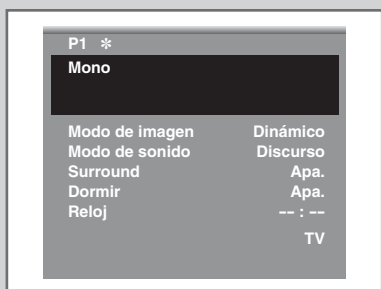 P1 ✻
Mono
Modo de imagen Dinámico
Modo de sonido Discurso
Surround Apa.
Dormir Apa.
Reloj -- : --
TV